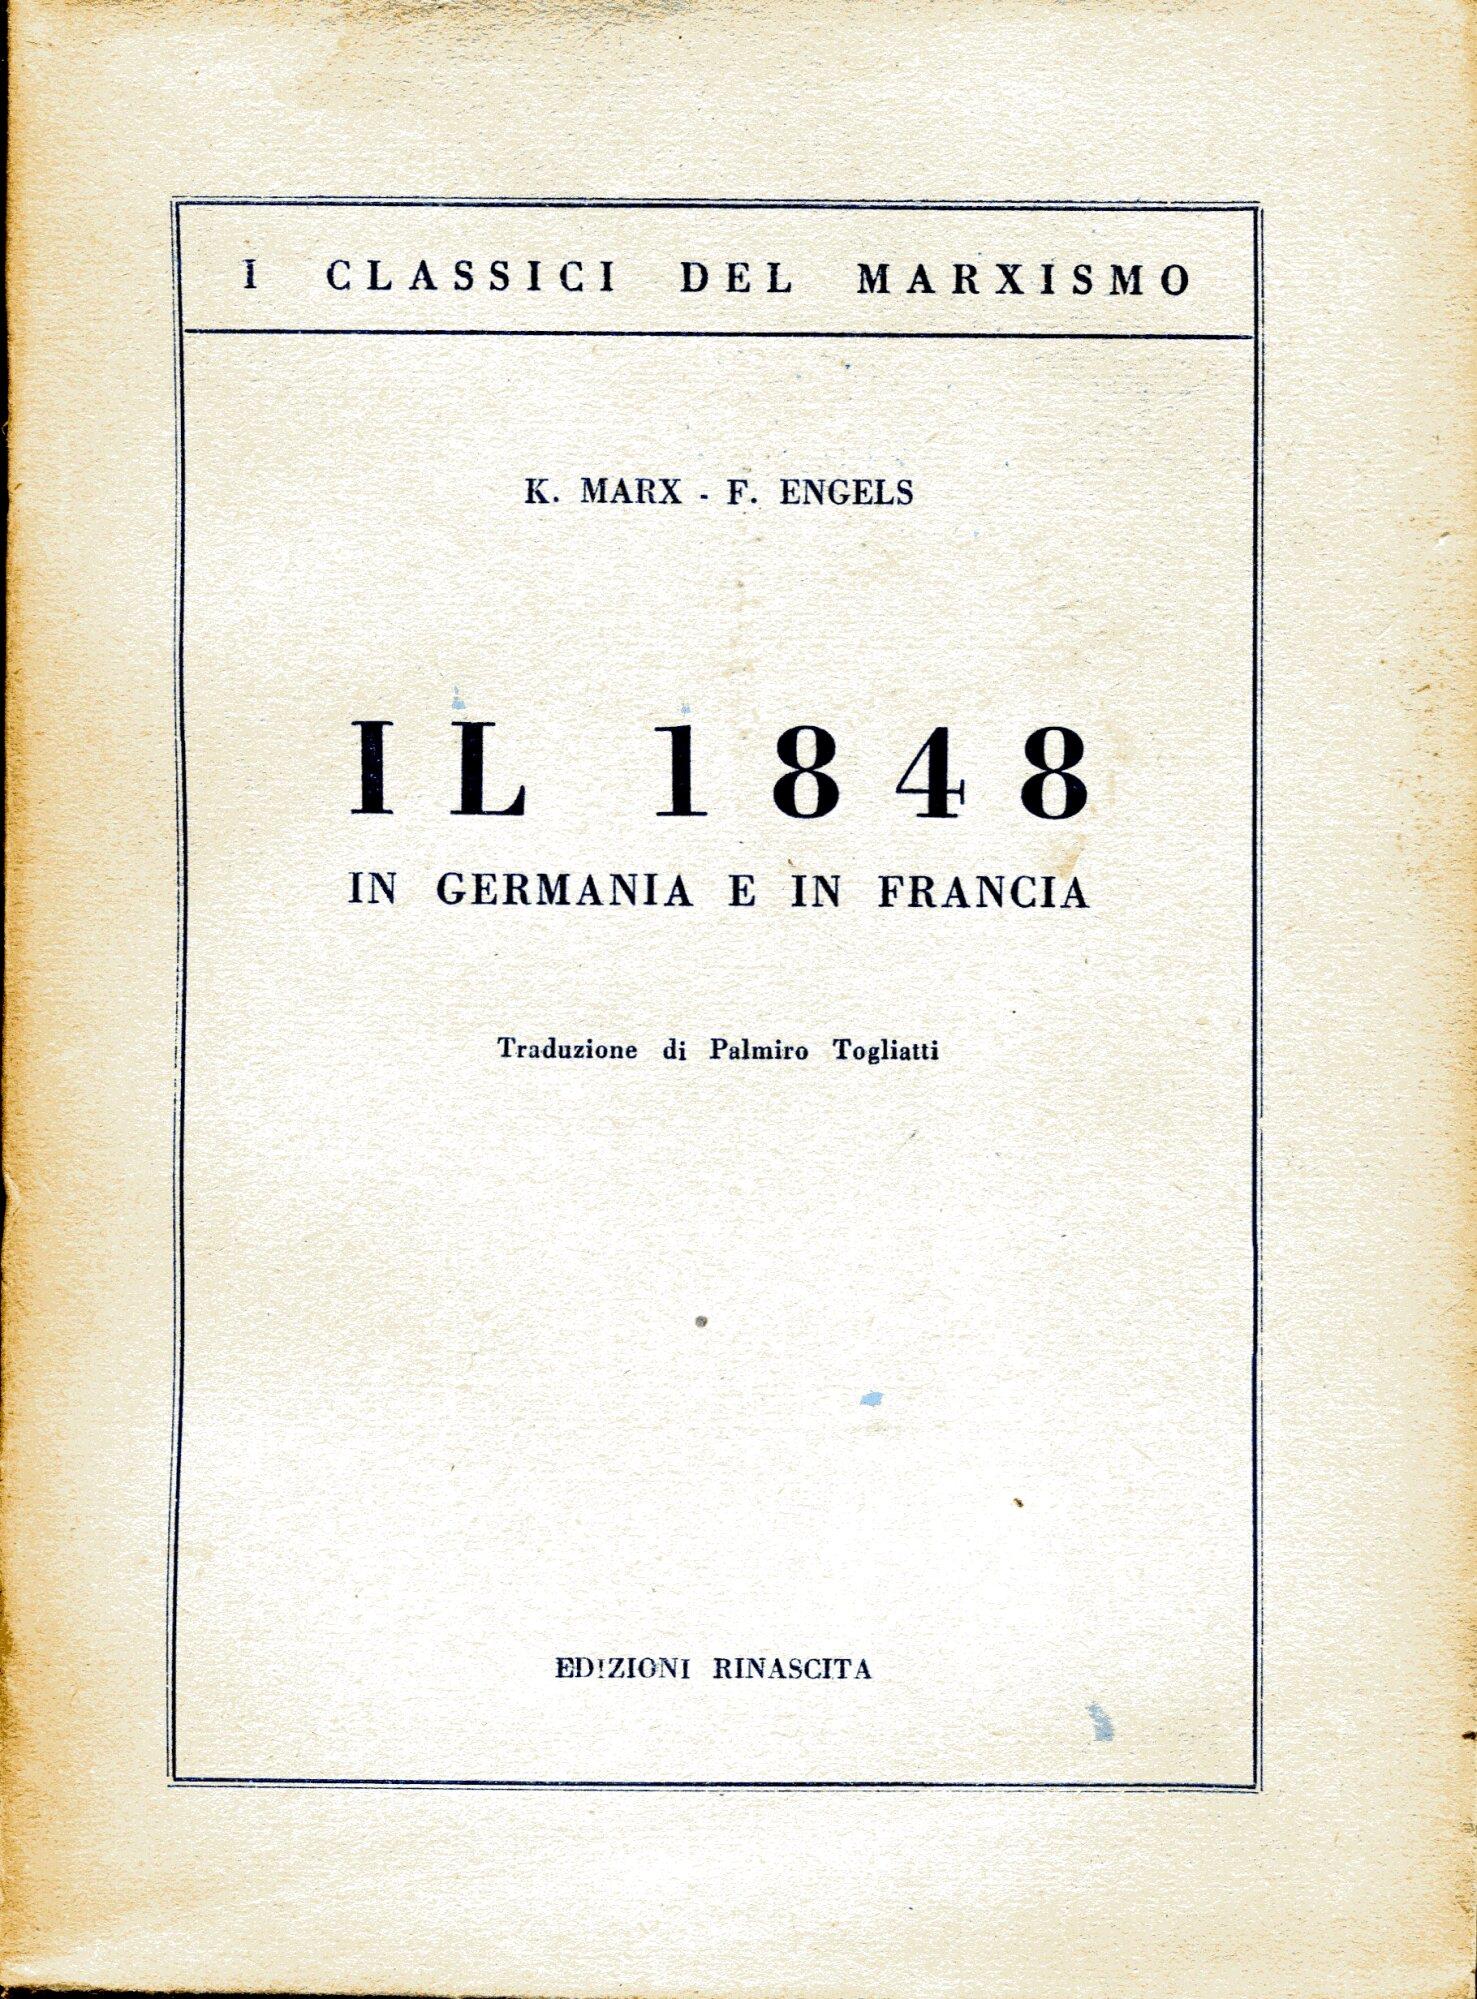 I CLASSICI DEL MARXISMO
K. MARX - F. ENGELS
IL 1848
IN GERMANIA E IN FRANCIA
Traduzione di Palmiro Togliatti
EDIZIONI RINASCITA